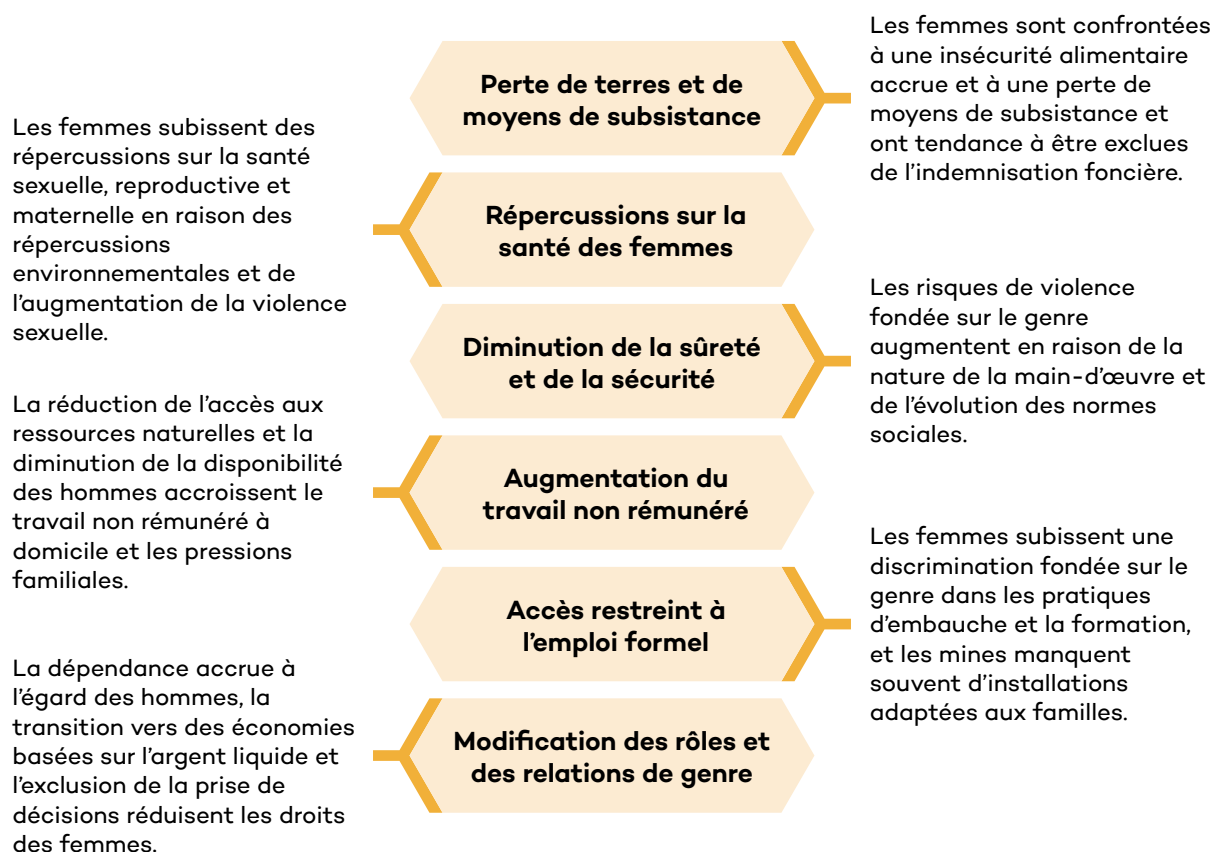 Perte de terres et de
moyens de subsistance
Les femmes sont confrontées
à une insécurité alimentaire
accrue et à une perte de
moyens de subsistance et
ont tendance à être exclues
de l’indemnisation foncière.
Les femmes subissent des
répercussions sur la santé
sexuelle, reproductive et
maternelle en raison des
répercussions
environnementales et de
l’augmentation de la violence
sexuelle.
Répercussions sur la
santé des femmes
Diminution de la sûreté
et de la sécurité
Les risques de violence
fondée sur le genre
augmentent en raison de la
nature de la main-d’œuvre et
de l’évolution des normes
sociales.
La réduction de l’accès aux
ressources naturelles et la
diminution de la disponibilité
des hommes accroissent le
travail non rémunéré à
domicile et les pressions
familiales.
Augmentation du
travail non rémunéré
Accès restreint à
l’emploi formel
Les femmes subissent une
discrimination fondée sur le
genre dans les pratiques
d’embauche et la formation,
et les mines manquent
souvent d’installations
adaptées aux familles.
La dépendance accrue à
l’égard des hommes, la
transition vers des économies
basées sur l’argent liquide et
l’exclusion de la prise de
décisions réduisent les droits
des femmes.
Modification des rôles et
des relations de genre